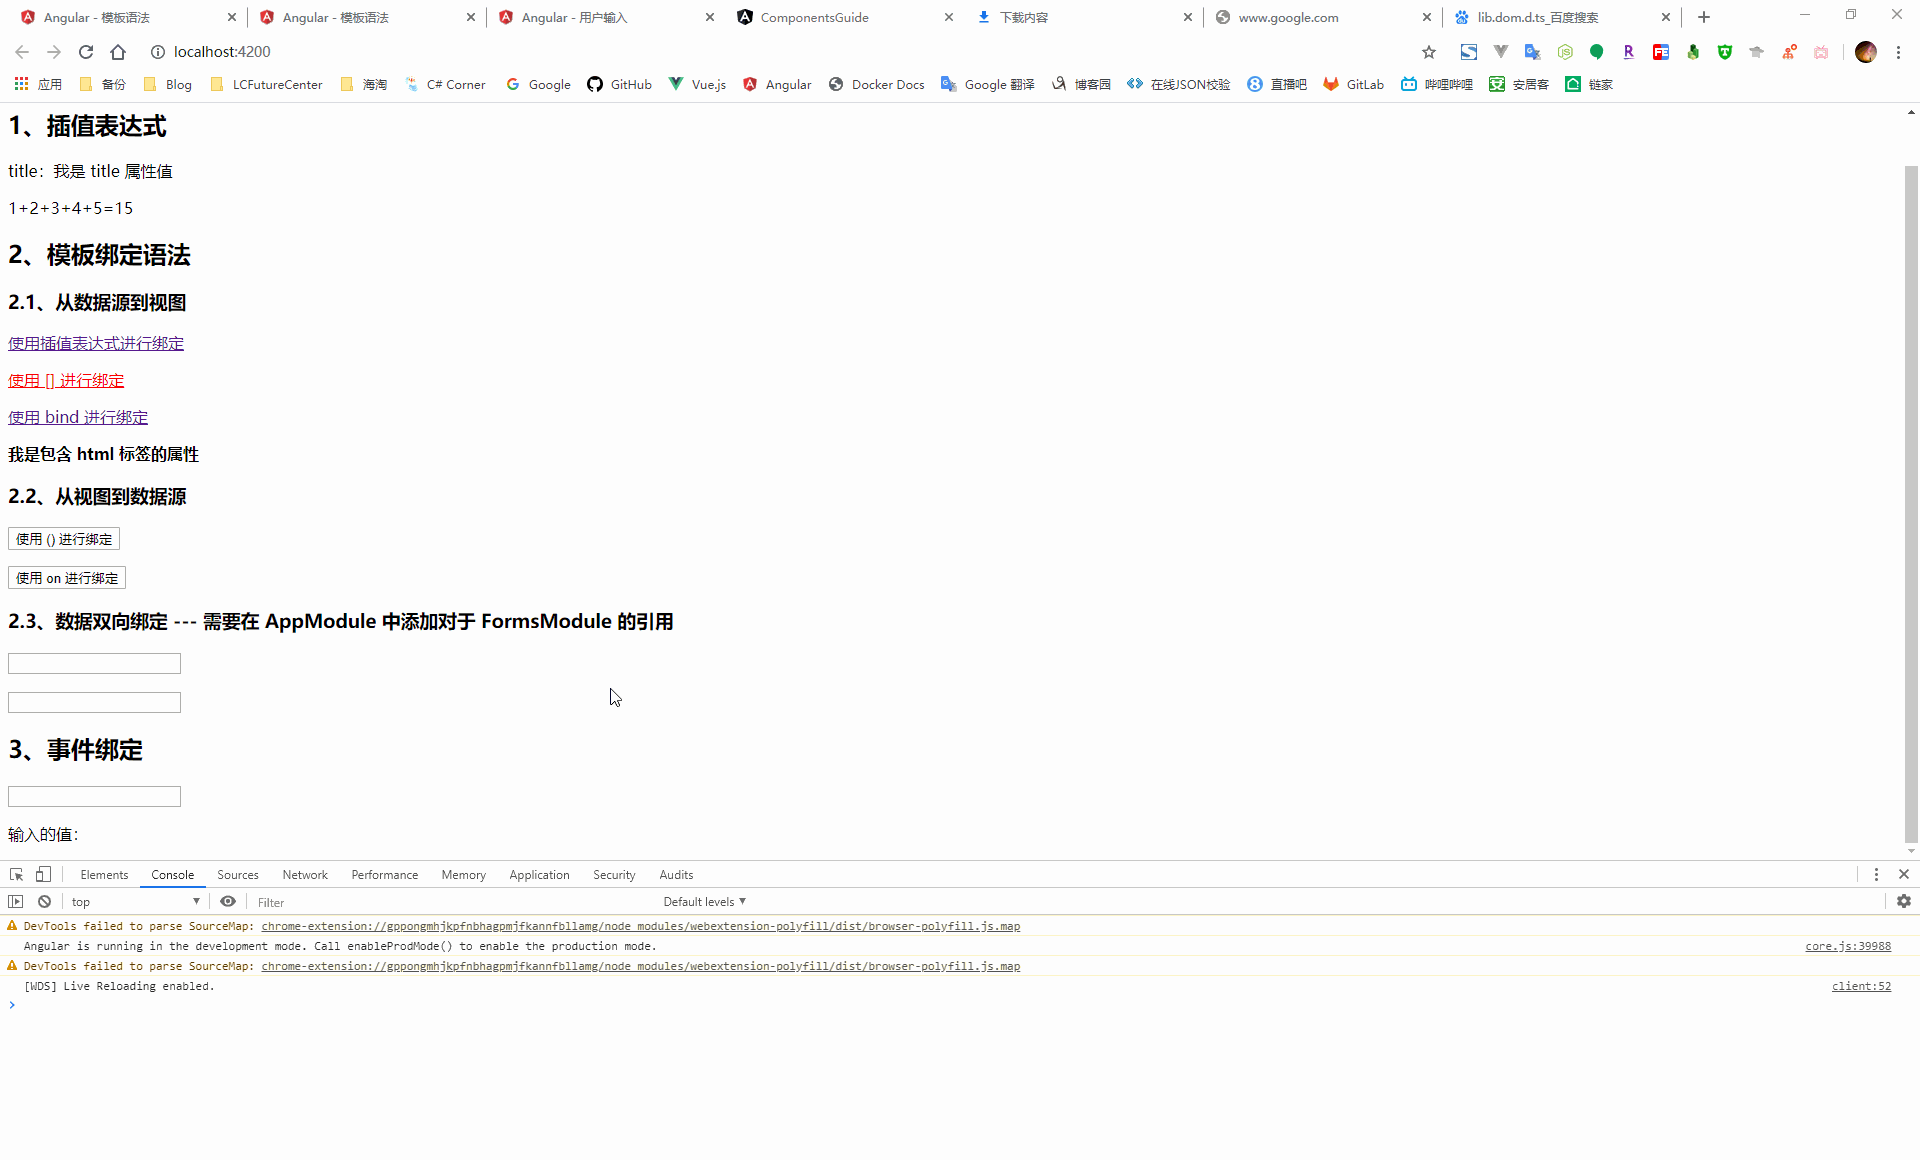 Angular - 模板语法
Angular - 模板语法
Angular - 用户输入
ComponentsGuide
下载内容
www.google.com
lib.dom.d.ts_百度搜索
localhost:4200
应用 备份 Blog LCFutureCenter 海淘 C# Corner Google GitHub Vue.js Angular Docker Docs Google 翻译 博客园 在线JSON校验 直播吧 GitLab 哔哩哔哩 安居客 链家
1、插值表达式
title：我是 title 属性值
1+2+3+4+5=15
2、模板绑定语法
2.1、从数据源到视图
使用插值表达式进行绑定
使用 [] 进行绑定
使用 bind 进行绑定
我是包含 html 标签的属性
2.2、从视图到数据源
使用 () 进行绑定
使用 on 进行绑定
2.3、数据双向绑定 --- 需要在 AppModule 中添加对于 FormsModule 的引用
3、事件绑定
输入的值：
Elements Console Sources Network Performance Memory Application Security Audits
top Filter Default levels
DevTools failed to parse SourceMap: chrome-extension://gppongmhjkpfnbhagpmjfkannfbllamg/node_modules/webextension-polyfill/dist/browser-polyfill.js.map
Angular is running in the development mode. Call enableProdMode() to enable the production mode. core.js:39988
DevTools failed to parse SourceMap: chrome-extension://gppongmhjkpfnbhagpmjfkannfbllamg/node_modules/webextension-polyfill/dist/browser-polyfill.js.map
[WDS] Live Reloading enabled. client:52